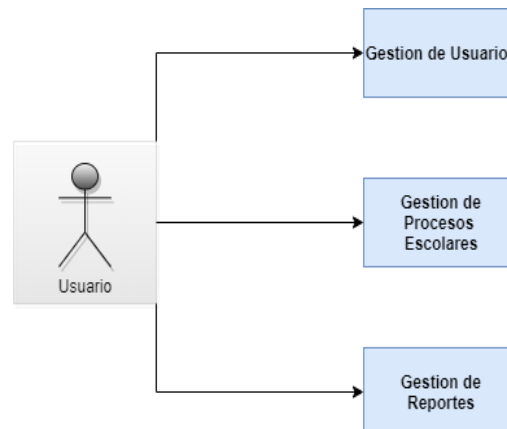 Gestion de Usuario
Usuario
Gestion de
Procesos
Escolares
Gestion de
Reportes